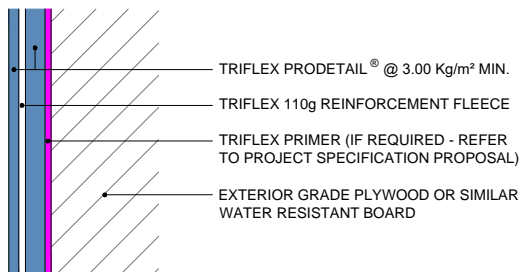 TRIFLEX PRODETAIL® @ 3.00 Kg/m² MIN.
TRIFLEX 110g REINFORCEMENT FLEECE
TRIFLEX PRIMER (IF REQUIRED - REFER
TO PROJECT SPECIFICATION PROPOSAL)
EXTERIOR GRADE PLYWOOD OR SIMILAR
WATER RESISTANT BOARD